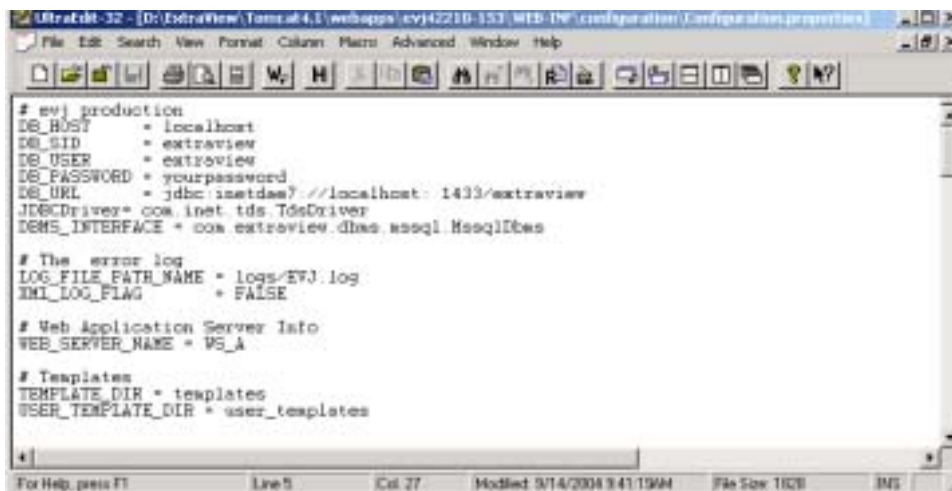 UltraEdit-32 - [D:\ExtraView\Tomcat4.1\webapps\evj42210-153\WEB-INF\configuration\Configuration.properties]
File Edit Search View Format Column Macro Advanced Window Help
# evj production
DB_HOST = localhost
DB_SID = extraview
DB_USER = extraview
DB_PASSWORD = yourpassword
DB_URL = jdbc:inetdae7://localhost: 1433/extraview
JDBCDriver= com.inet.tds.TdsDriver
DBMS_INTERFACE = com.extraview.dbms.mssql.MssqlDbms
# The error log
LOG_FILE_PATH_NAME = logs/EVJ.log
XML_LOG_FLAG = FALSE
# Web Application Server Info
WEB_SERVER_NAME = WS_A
# Templates
TEMPLATE_DIR = templates
USER_TEMPLATE_DIR = user_templates
For Help, press F1 Line 5 Col. 27 Modified: 9/14/2004 9:41:19AM File Size: 1828 INS